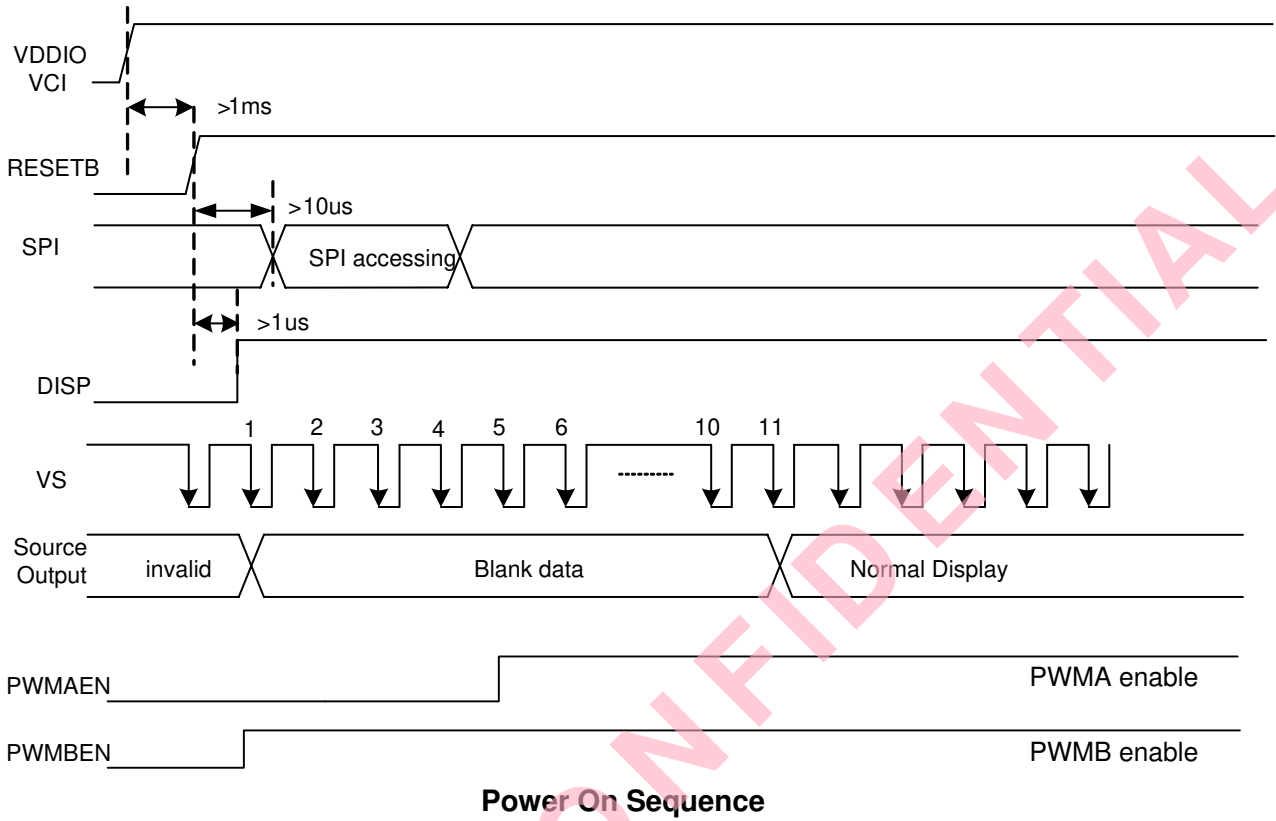 VDDIO
VCI
>1ms
RESETB
>10us
SPI
SPI accessing
>1us
DISP
1 2 3 4 5 6 10 11
VS
Source
Output
invalid
Blank data
Normal Display
PWMAEN
PWMA enable
PWMBEN
PWMB enable
Power On Sequence
ONFIDENTIAL